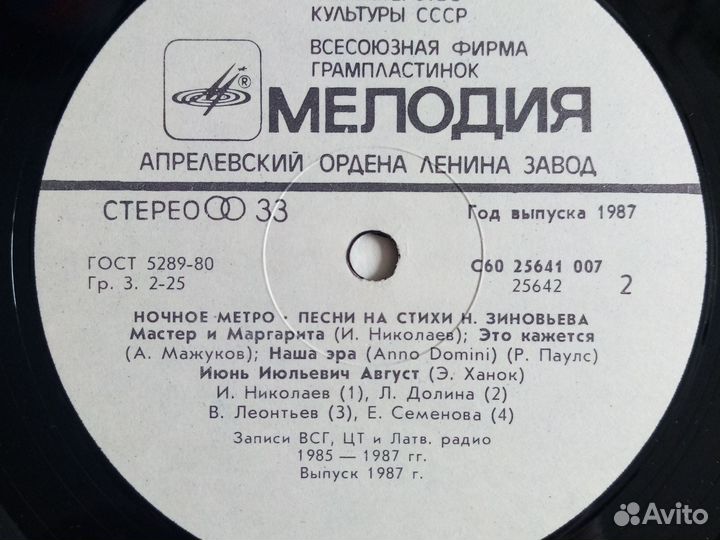 КУЛЬТУРЫ СССР
ВСЕСОЮЗНАЯ ФИРМА
ГРАМПЛАСТИНОК
®
МЕЛОДИЯ
АПРЕЛЕВСКИЙ ОРДЕНА ЛЕНИНА ЗАВОД
СТЕРЕО 33
Год выпуска 1987
ГОСТ 5289-80
Гр. 3. 2-25
С60 25641 007
25642
2
НОЧНОЕ МЕТРО · ПЕСНИ НА СТИХИ Н. ЗИНОВЬЕВА
Мастер и Маргарита (И. Николаев); Это кажется
(А. Мажуков); Наша эра (Anno Domini) (Р. Паулс)
Июнь Июльевич Август (Э. Ханок)
И. Николаев (1), Л. Долина (2)
В. Леонтьев (3), Е. Семенова (4)
Записи ВСГ, ЦТ и Латв. радио
1985 — 1987 гг.
Выпуск 1987 г.
Avito